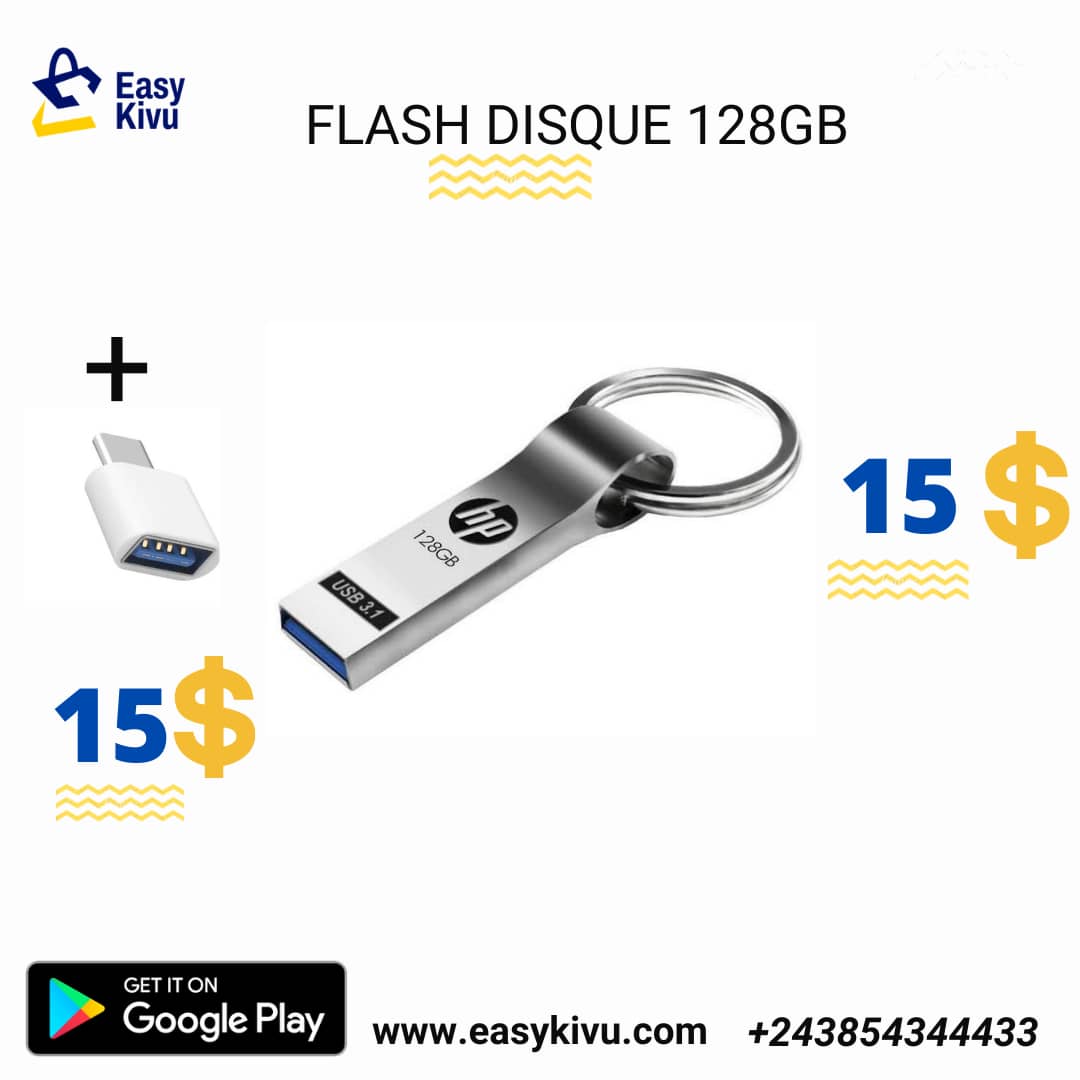 Easy
Kivu
FLASH DISQUE 128GB
+
hp
128GB
USB 3.1
15 $
15 $
GET IT ON
Google Play
www.easykivu.com
+243854344433